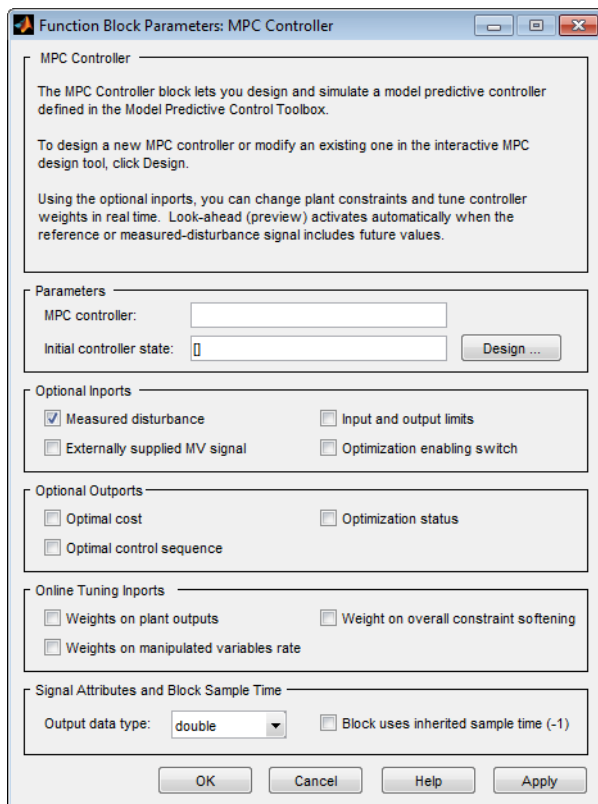 Function Block Parameters: MPC Controller
MPC Controller
The MPC Controller block lets you design and simulate a model predictive controller
defined in the Model Predictive Control Toolbox.
To design a new MPC controller or modify an existing one in the interactive MPC
design tool, click Design.
Using the optional inports, you can change plant constraints and tune controller
weights in real time.  Look-ahead (preview) activates automatically when the
reference or measured-disturbance signal includes future values.
Parameters
MPC controller:
Initial controller state: [] Design ...
Optional Inports
Measured disturbance Input and output limits
Externally supplied MV signal Optimization enabling switch
Optional Outports
Optimal cost Optimization status
Optimal control sequence
Online Tuning Inports
Weights on plant outputs Weight on overall constraint softening
Weights on manipulated variables rate
Signal Attributes and Block Sample Time
Output data type: double Block uses inherited sample time (-1)
OK Cancel Help Apply